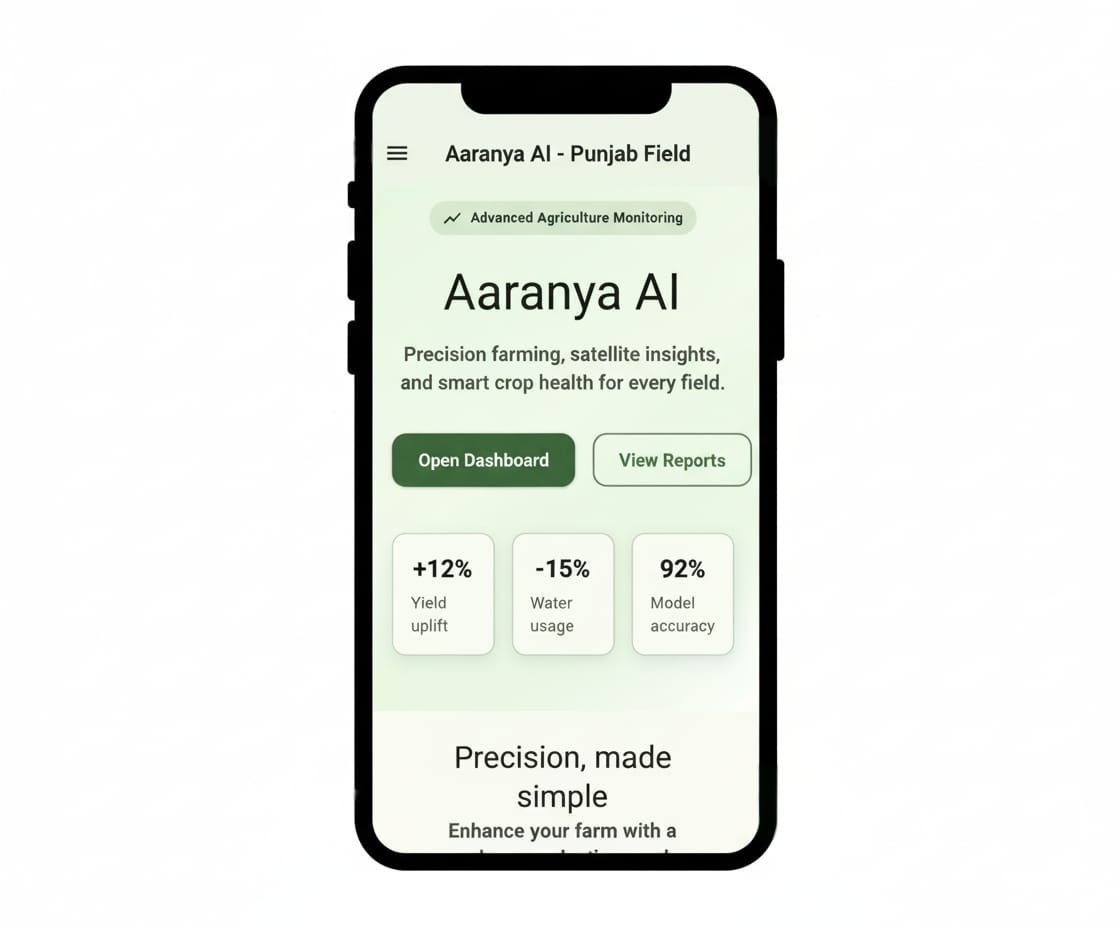 Aaranya AI - Punjab Field
Advanced Agriculture Monitoring
Aaranya AI
Precision farming, satellite insights,
and smart crop health for every field.
Open Dashboard
View Reports
+12%
Yield
uplift
-15%
Water
usage
92%
Model
accuracy
Precision, made
simple
Enhance your farm with a